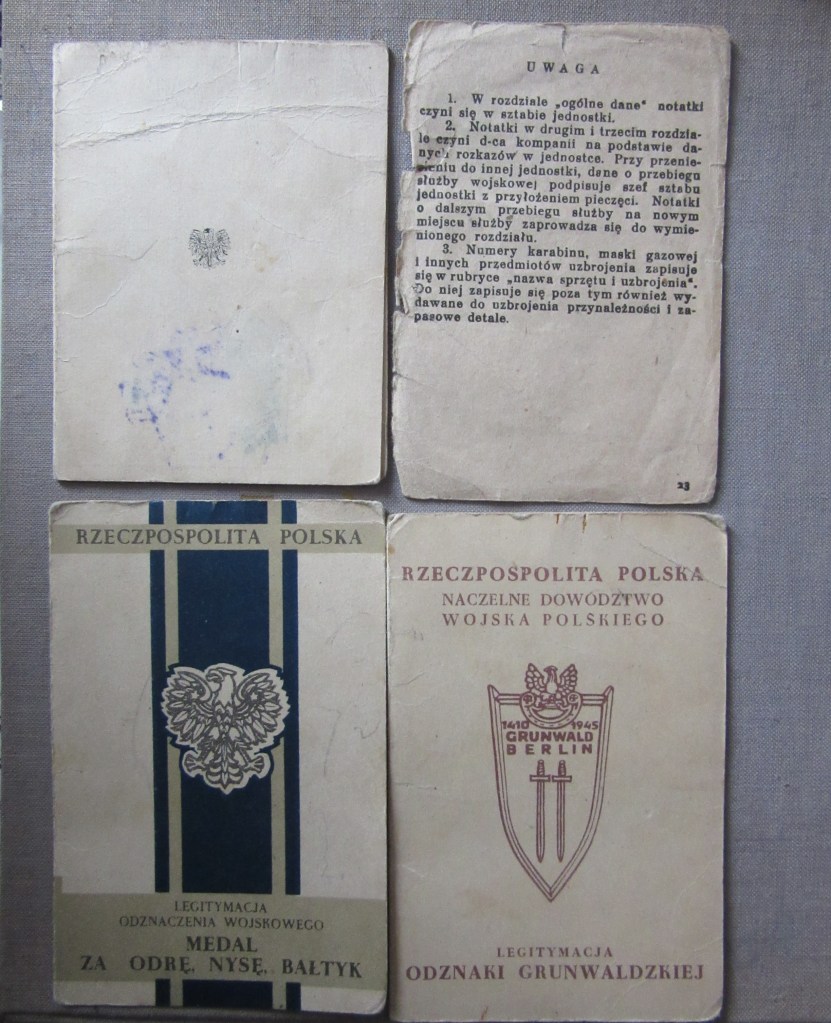 UWAGA
1. W rozdziale „ogólne dane“ notatki
czyni się w sztabie jednostki.
2. Notatki w drugim i trzecim rozdzia-
le czyni d-ca kompanii na podstawie da-
nych rozkazów w jednostce. Przy przenie-
sieniu do innej jednostki, dane o przebiegu
służby wojskowej podpisuje szef sztabu
jednostki z przyłożeniem pieczęci. Notatki
o dalszym przebiegu służby na nowym
miejscu służby zaprowadza się do wymie-
nionego rozdziału.
3. Numery karabinu, maski gazowej
i innych przedmiotów uzbrojenia zapisuje
się w rubryce „nazwa sprzętu i uzbrojenia“.
Do niej zapisuje się poza tym również wy-
dawane do uzbrojenia przynależności i za-
pasowe detale.
23
RZECZPOSPOLITA POLSKA
LEGITYMACJA
ODZNACZENIA WOJSKOWEGO
MEDAL
ZA ODRĘ, NYSĘ, BAŁTYK
RZECZPOSPOLITA POLSKA
NACZELNE DOWÓDZTWO
WOJSKA POLSKIEGO
1410 1945
GRUNWALD
BERLIN
LEGITYMACJA
ODZNAKI GRUNWALDZKIEJ